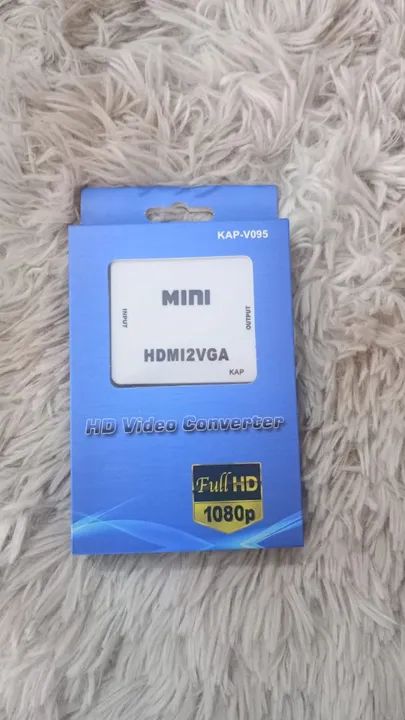 KAP-V095
MINI
INPUT
OUTPUT
HDMI2VGA
KAP
HD Video Converter
Full HD
1080p